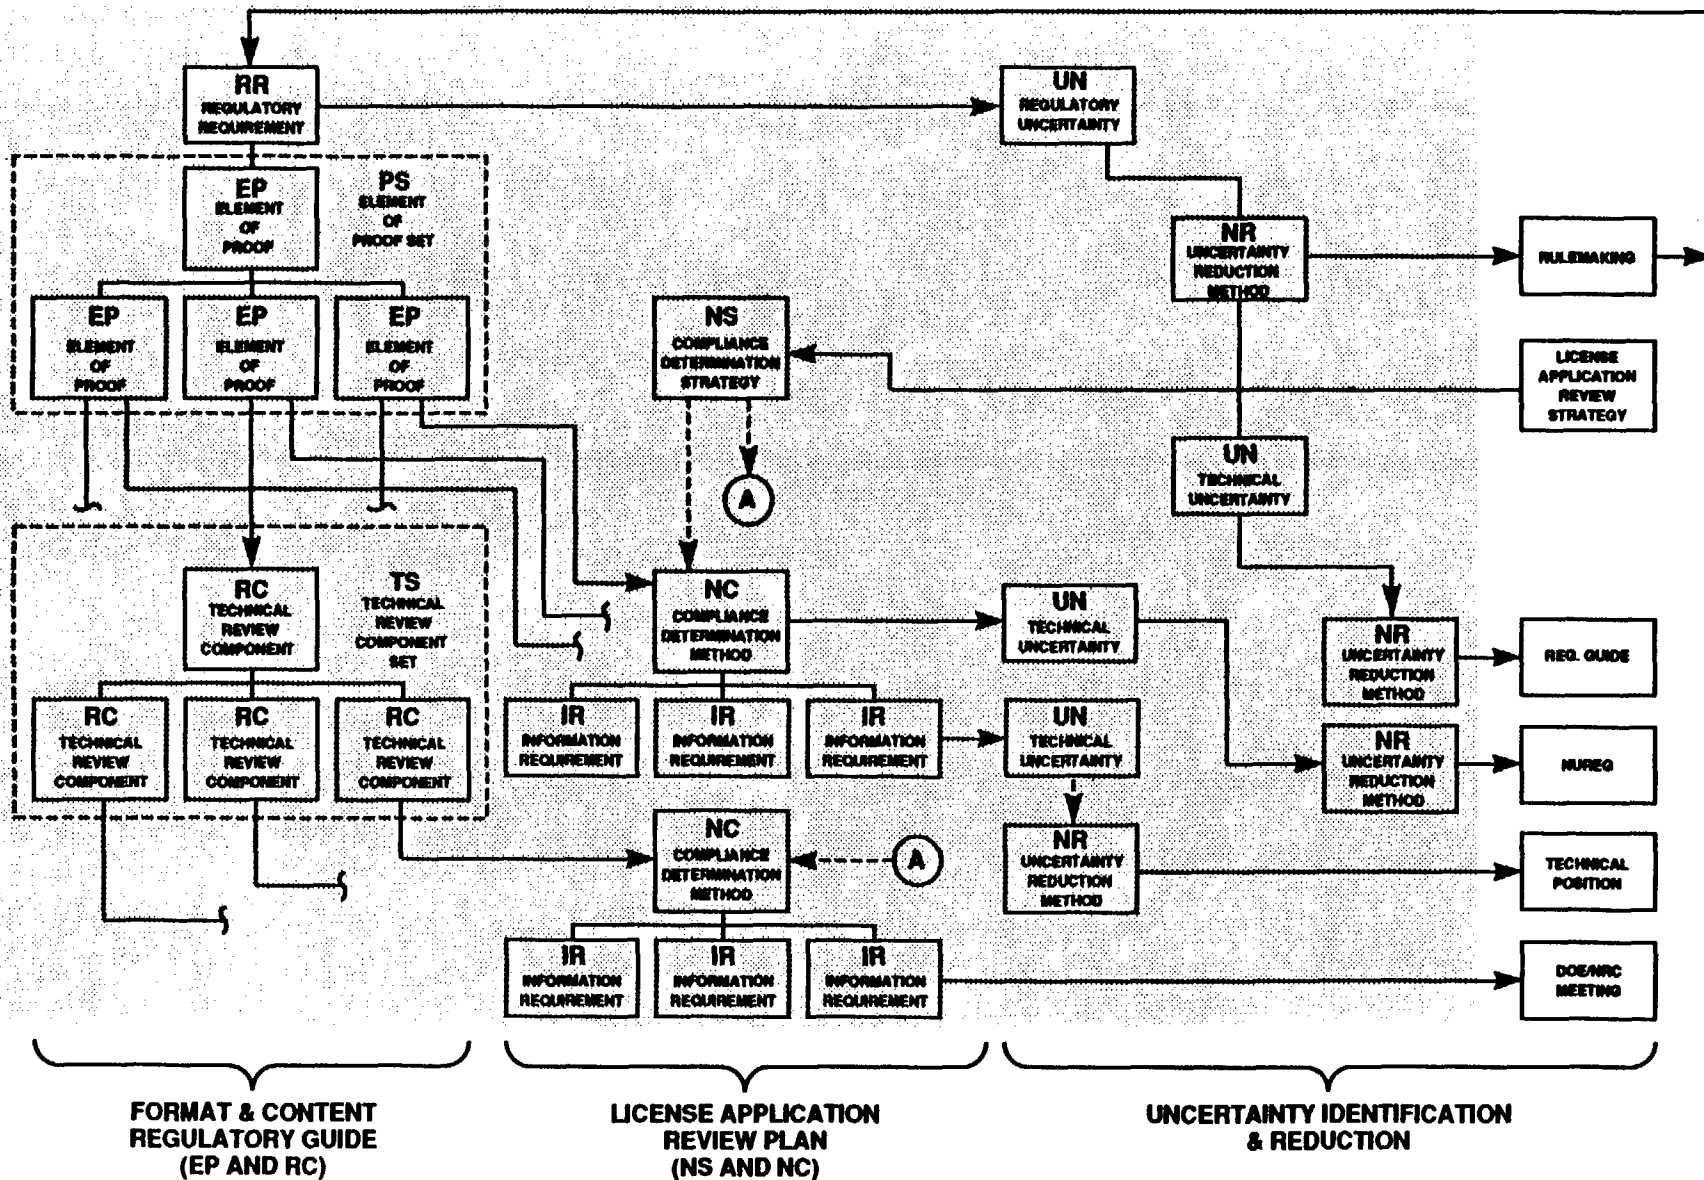 RR
REGULATORY
REQUIREMENT
UN
REGULATORY
UNCERTAINTY
EP
ELEMENT
OF
PROOF
PS
ELEMENT
OF
PROOF SET
NR
UNCERTAINTY
REDUCTION
METHOD
RULEMAKING
EP
ELEMENT
OF
PROOF
EP
ELEMENT
OF
PROOF
EP
ELEMENT
OF
PROOF
NS
COMPLIANCE
DETERMINATION
STRATEGY
LICENSE
APPLICATION
REVIEW
STRATEGY
A
UN
TECHNICAL
UNCERTAINTY
RC
TECHNICAL
REVIEW
COMPONENT
TS
TECHNICAL
REVIEW
COMPONENT
SET
NC
COMPLIANCE
DETERMINATION
METHOD
UN
TECHNICAL
UNCERTAINTY
NR
UNCERTAINTY
REDUCTION
METHOD
REG. GUIDE
RC
TECHNICAL
REVIEW
COMPONENT
RC
TECHNICAL
REVIEW
COMPONENT
RC
TECHNICAL
REVIEW
COMPONENT
IR
INFORMATION
REQUIREMENT
IR
INFORMATION
REQUIREMENT
IR
INFORMATION
REQUIREMENT
UN
TECHNICAL
UNCERTAINTY
NR
UNCERTAINTY
REDUCTION
METHOD
NUREG
NC
COMPLIANCE
DETERMINATION
METHOD
A
NR
UNCERTAINTY
REDUCTION
METHOD
TECHNICAL
POSITION
IR
INFORMATION
REQUIREMENT
IR
INFORMATION
REQUIREMENT
IR
INFORMATION
REQUIREMENT
DOE/NRC
MEETING
FORMAT & CONTENT
REGULATORY GUIDE
(EP AND RC)
LICENSE APPLICATION
REVIEW PLAN
(NS AND NC)
UNCERTAINTY IDENTIFICATION
& REDUCTION